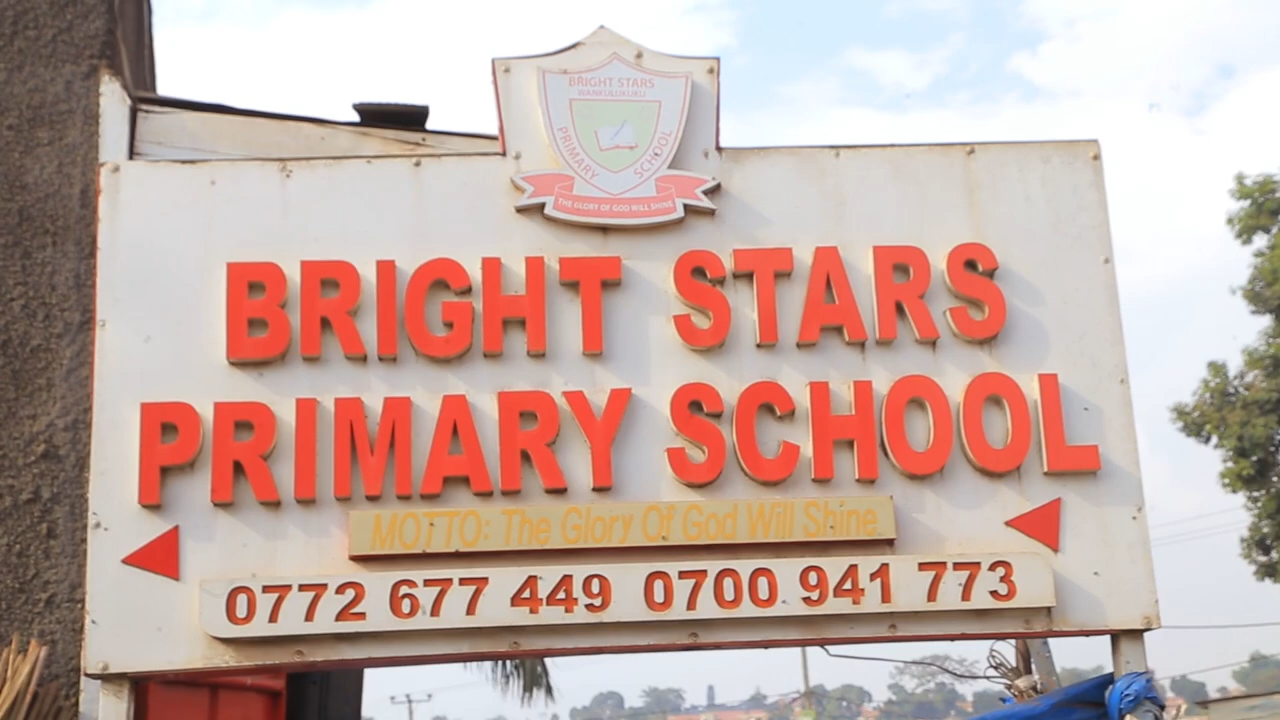 BRIGHT STARS
WANKULUKUKU
PRIMARY SCHOOL
THE GLORY OF GOD WILL SHINE
BRIGHT STARS
PRIMARY SCHOOL
MOTTO: The Glory Of God Will Shine
0772 677 449 0700 941 773